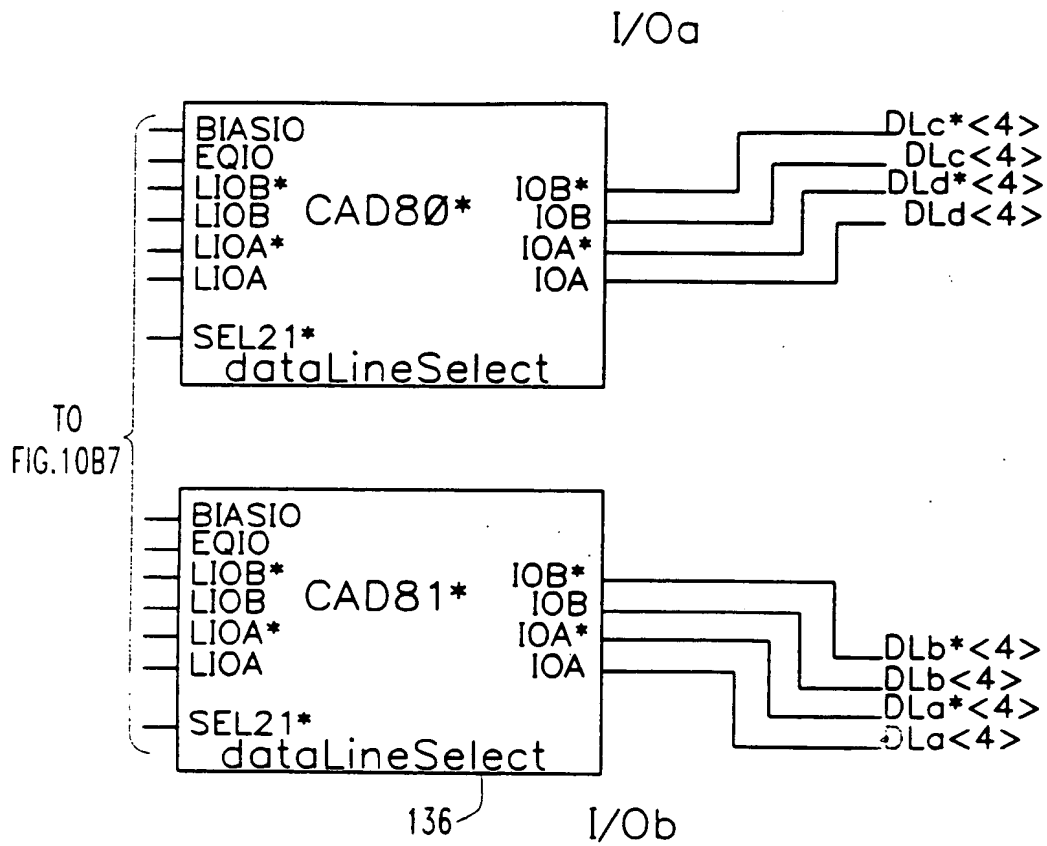 I/Oa
BIASIO
EQIO
LIOB*
LIOB
LIOA*
LIOA
SEL21*
CAD80*
dataLineSelect
IOB*
IOB
IOA*
IOA
DLc*<4>
DLc<4>
DLd*<4>
DLd<4>
TO
FIG.10B7
BIASIO
EQIO
LIOB*
LIOB
LIOA*
LIOA
SEL21*
CAD81*
dataLineSelect
IOB*
IOB
IOA*
IOA
DLb*<4>
DLb<4>
DLa*<4>
DLa<4>
136
I/Ob